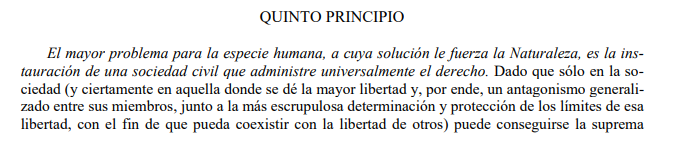 QUINTO PRINCIPIO
El mayor problema para la especie humana, a cuya solución le fuerza la Naturaleza, es la ins-
tauración de una sociedad civil que administre universalmente el derecho. Dado que sólo en la so-
ciedad (y ciertamente en aquella donde se dé la mayor libertad y, por ende, un antagonismo generali-
zado entre sus miembros, junto a la más escrupulosa determinación y protección de los límites de esa
libertad, con el fin de que pueda coexistir con la libertad de otros) puede conseguirse la suprema